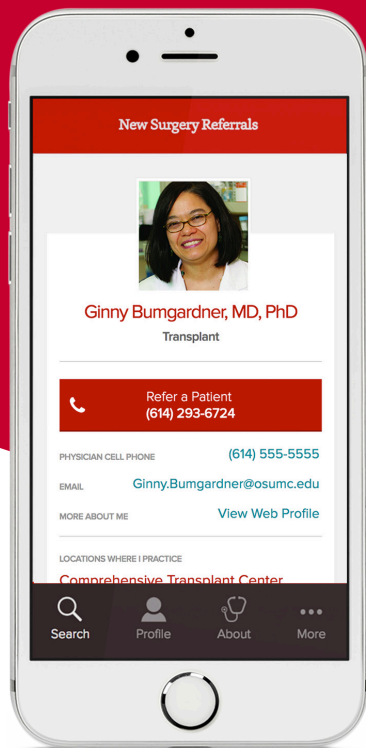 New Surgery Referrals
Ginny Bumgardner, MD, PhD
Transplant
Refer a Patient
(614) 293-6724
PHYSICIAN CELL PHONE (614) 555-5555
EMAIL Ginny.Bumgardner@osumc.edu
MORE ABOUT ME View Web Profile
LOCATIONS WHERE I PRACTICE
Comprehensive Transplant Center
Search Profile About More